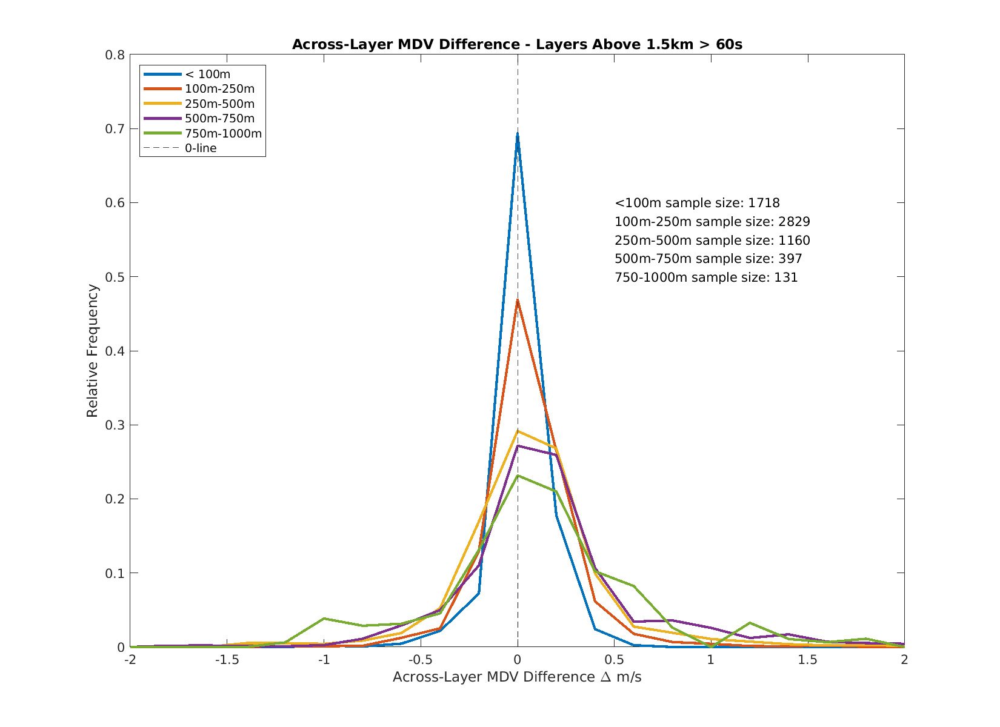 Across-Layer MDV Difference - Layers Above 1.5km > 60s
0.8
0.7
0.6
0.5
0.4
0.3
0.2
0.1
0
Relative Frequency
< 100m
100m-250m
250m-500m
500m-750m
750m-1000m
0-line
<100m sample size: 1718
100m-250m sample size: 2829
250m-500m sample size: 1160
500m-750m sample size: 397
750-1000m sample size: 131
-2 -1.5 -1 -0.5 0 0.5 1 1.5 2
Across-Layer MDV Difference Δ m/s